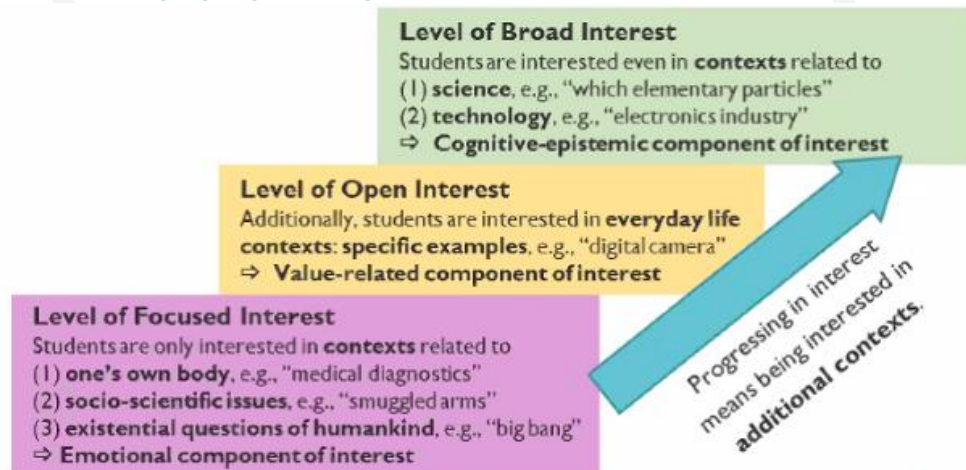 Level of Broad Interest
Students are interested even in contexts related to
(1) science, e.g., “which elementary particles”
(2) technology, e.g., “electronics industry”
⇨ Cognitive-epistemic component of interest
Level of Open Interest
Additionally, students are interested in everyday life
contexts: specific examples, e.g., “digital camera”
⇨ Value-related component of interest
Level of Focused Interest
Students are only interested in contexts related to
(1) one’s own body, e.g., “medical diagnostics”
(2) socio-scientific issues, e.g., “smuggled arms”
(3) existential questions of humankind, e.g., “big bang”
⇨ Emotional component of interest
Progressing in interest
means being interested in
additional contexts.